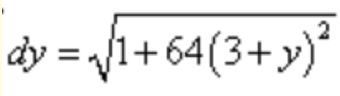 dy = √(1+64(3+y)²)